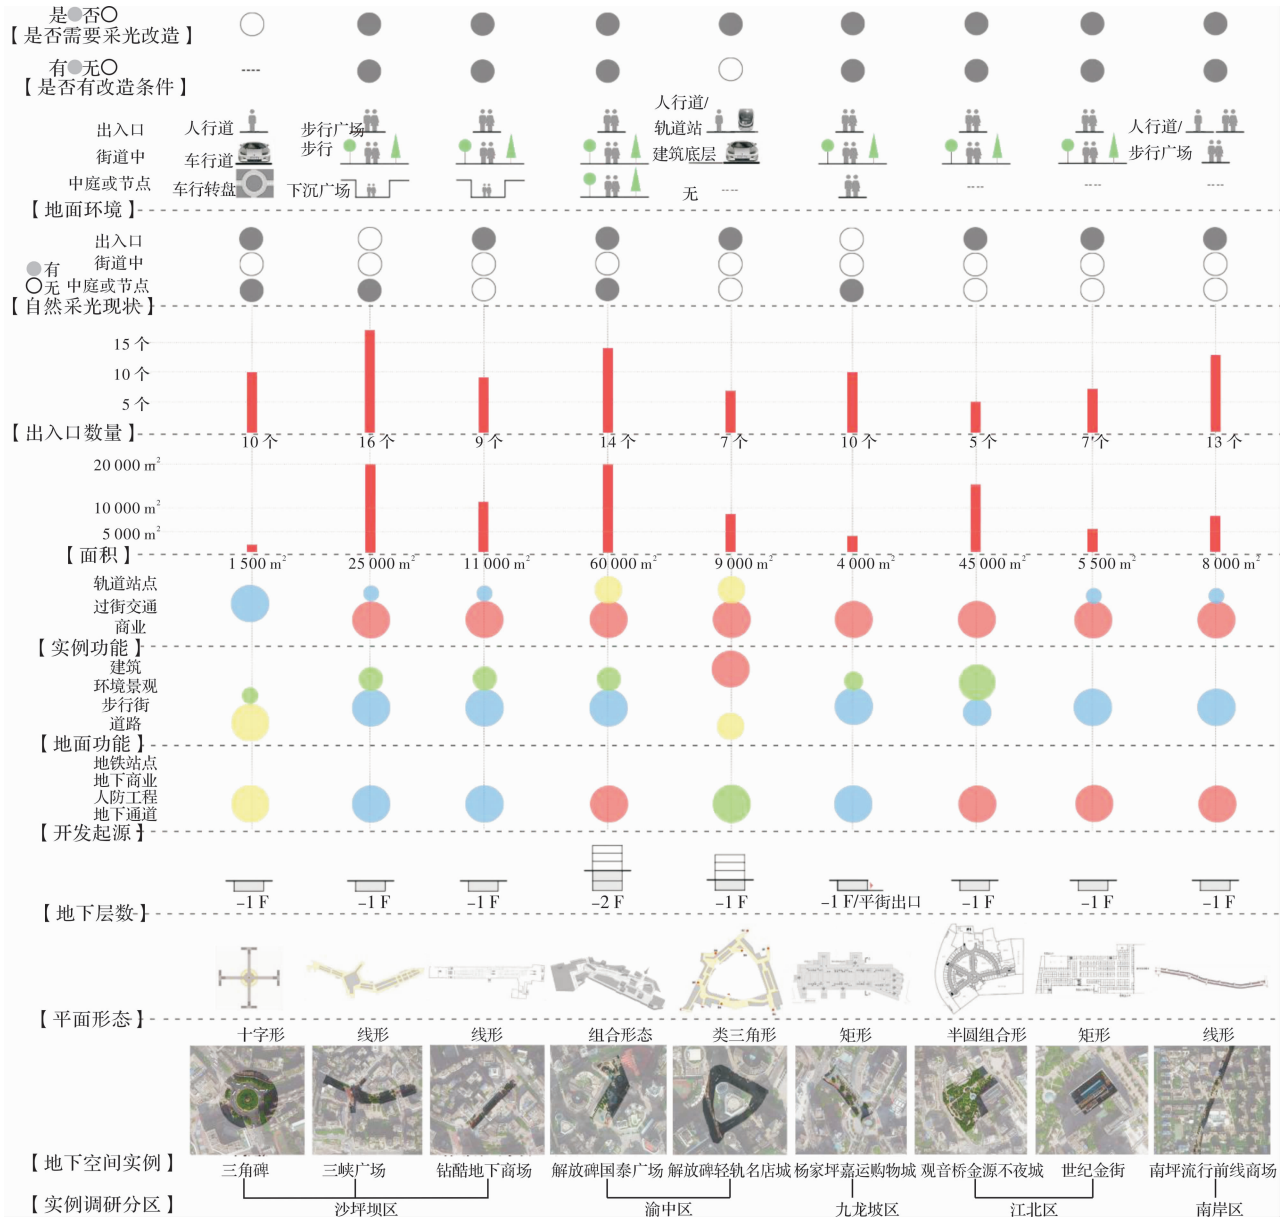 是 否
【是否需要采光改造】
有 无 ----
【是否有改造条件】
出入口 人行道 步行广场 人行道/ 轨道站 人行道/
街道中 车行道 步行 建筑底层 步行广场
中庭或节点 车行转盘 下沉广场 无 ---- ---- ---- ----
【地面环境】
出入口
有 街道中
无 中庭或节点
【自然采光现状】
15 个
10 个
5 个
【出入口数量】 10 个 16 个 9 个 14 个 7 个 10 个 5 个 7 个 13 个
20 000 m²
10 000 m²
5 000 m²
【面积】 1 500 m² 25 000 m² 11 000 m² 60 000 m² 9 000 m² 4 000 m² 45 000 m² 5 500 m² 8 000 m²
轨道站点
过街交通
商业
【实例功能】
建筑
环境景观
步行街
道路
【地面功能】
地铁站点
地下商业
人防工程
地下通道
【开发起源】
–1 F –1 F –1 F –2 F –1 F –1 F/平街出口 –1 F –1 F –1 F
【地下层数】
【平面形态】
十字形 线形 线形 组合形态 类三角形 矩形 半圆组合形 矩形 线形
【地下空间实例】 三角碑 三峡广场 钻酷地下商场 解放碑国泰广场 解放碑轻轨名店城 杨家坪嘉运购物城 观音桥金源不夜城 世纪金街 南坪流行前线商场
【实例调研分区】 沙坪坝区 渝中区 九龙坡区 江北区 南岸区